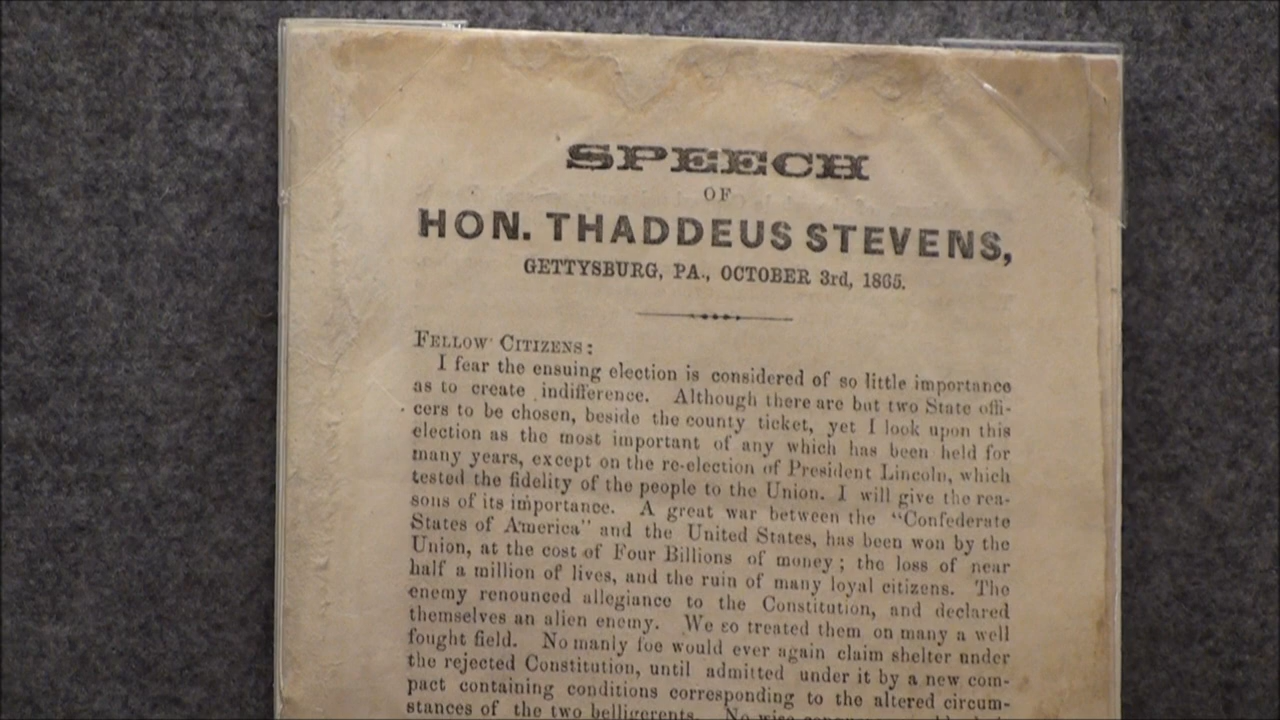 SPEECH
OF
HON. THADDEUS STEVENS,
GETTYSBURG, PA., OCTOBER 3rd, 1865.
FELLOW CITIZENS:
I fear the ensuing election is considered of so little importance
as to create indifference. Although there are but two State offi-
cers to be chosen, beside the county ticket, yet I look upon this
election as the most important of any which has been held for
many years, except on the re-election of President Lincoln, which
tested the fidelity of the people to the Union. I will give the rea-
sons of its importance. A great war between the "Confederate
States of America" and the United States, has been won by the
Union, at the cost of Four Billions of money; the loss of near
half a million of lives, and the ruin of many loyal citizens. The
enemy renounced allegiance to the Constitution, and declared
themselves an alien enemy. We so treated them on many a well
fought field. No manly foe would ever again claim shelter under
the rejected Constitution, until admitted under it by a new com-
pact containing conditions corresponding to the altered circum-
stances of the two belligerents. No wise